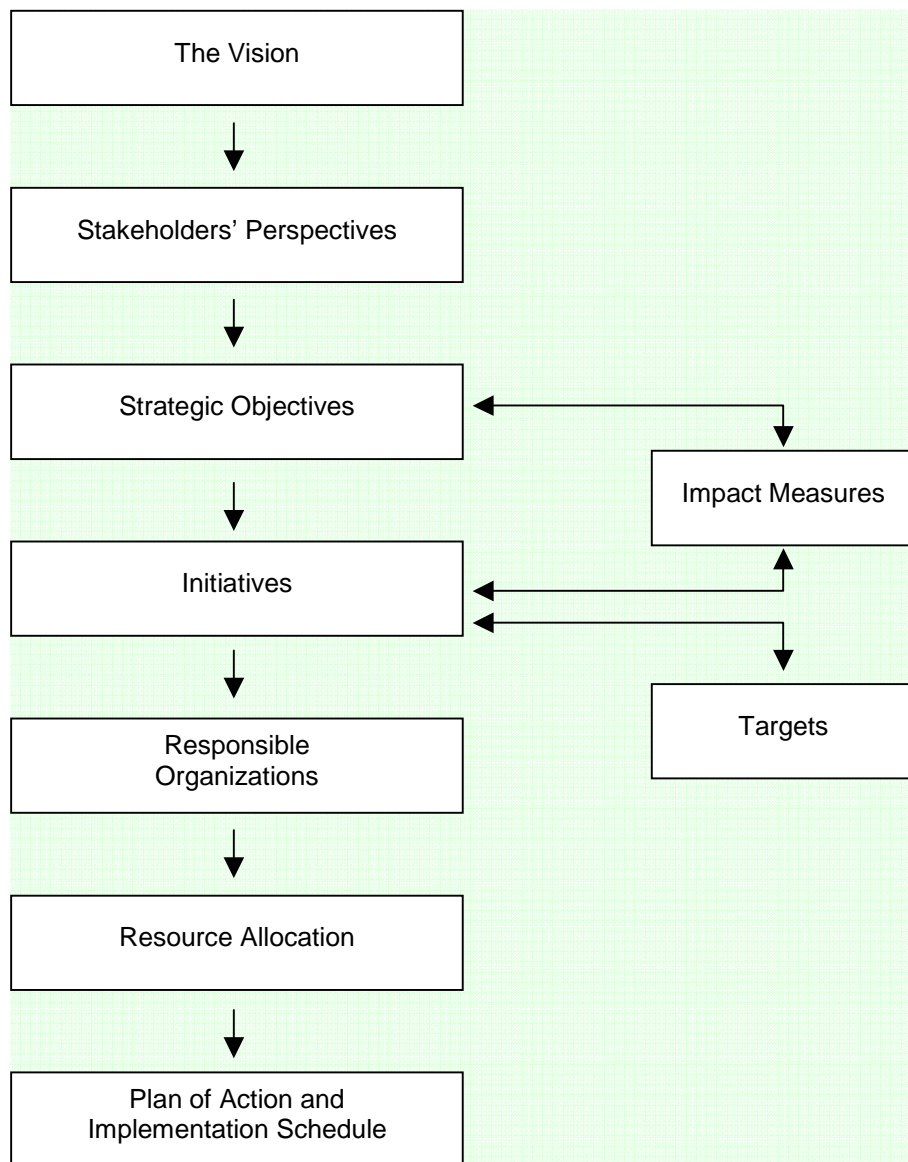 The Vision
Stakeholders’ Perspectives
Strategic Objectives
Impact Measures
Initiatives
Targets
Responsible
Organizations
Resource Allocation
Plan of Action and
Implementation Schedule